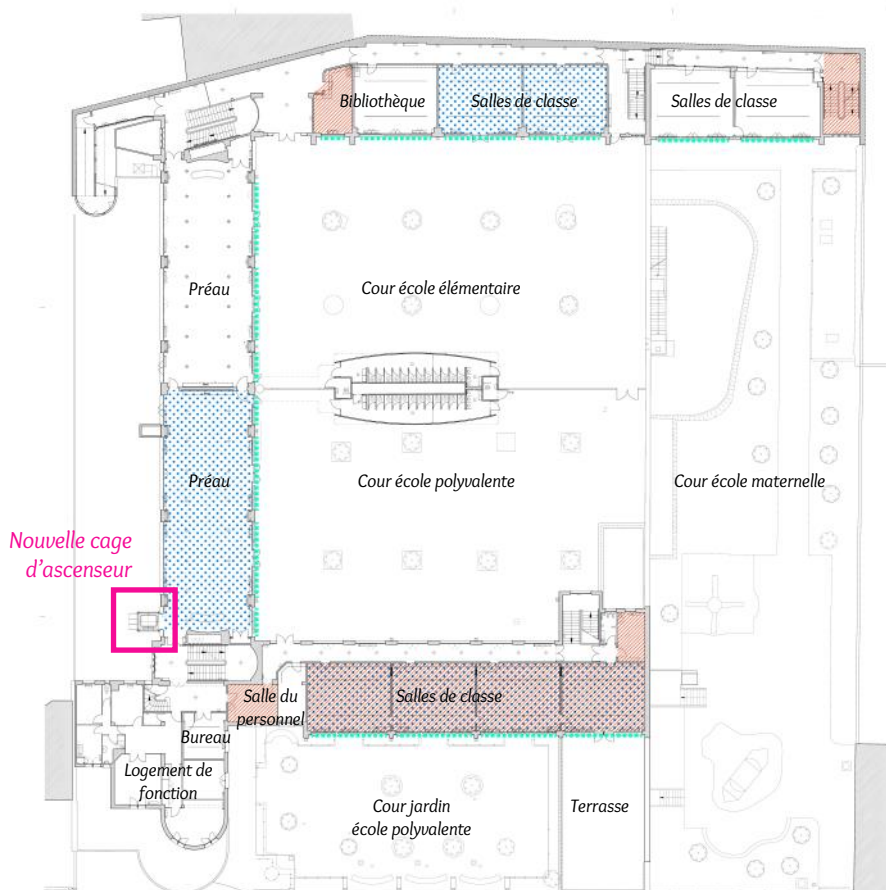 Bibliothèque
Salles de classe
Salles de classe
Préau
Cour école élémentaire
Préau
Cour école polyvalente
Cour école maternelle
Nouvelle cage
d'ascenseur
Salle du
personnel
Salles de classe
Bureau
Logement de
fonction
Cour jardin
école polyvalente
Terrasse